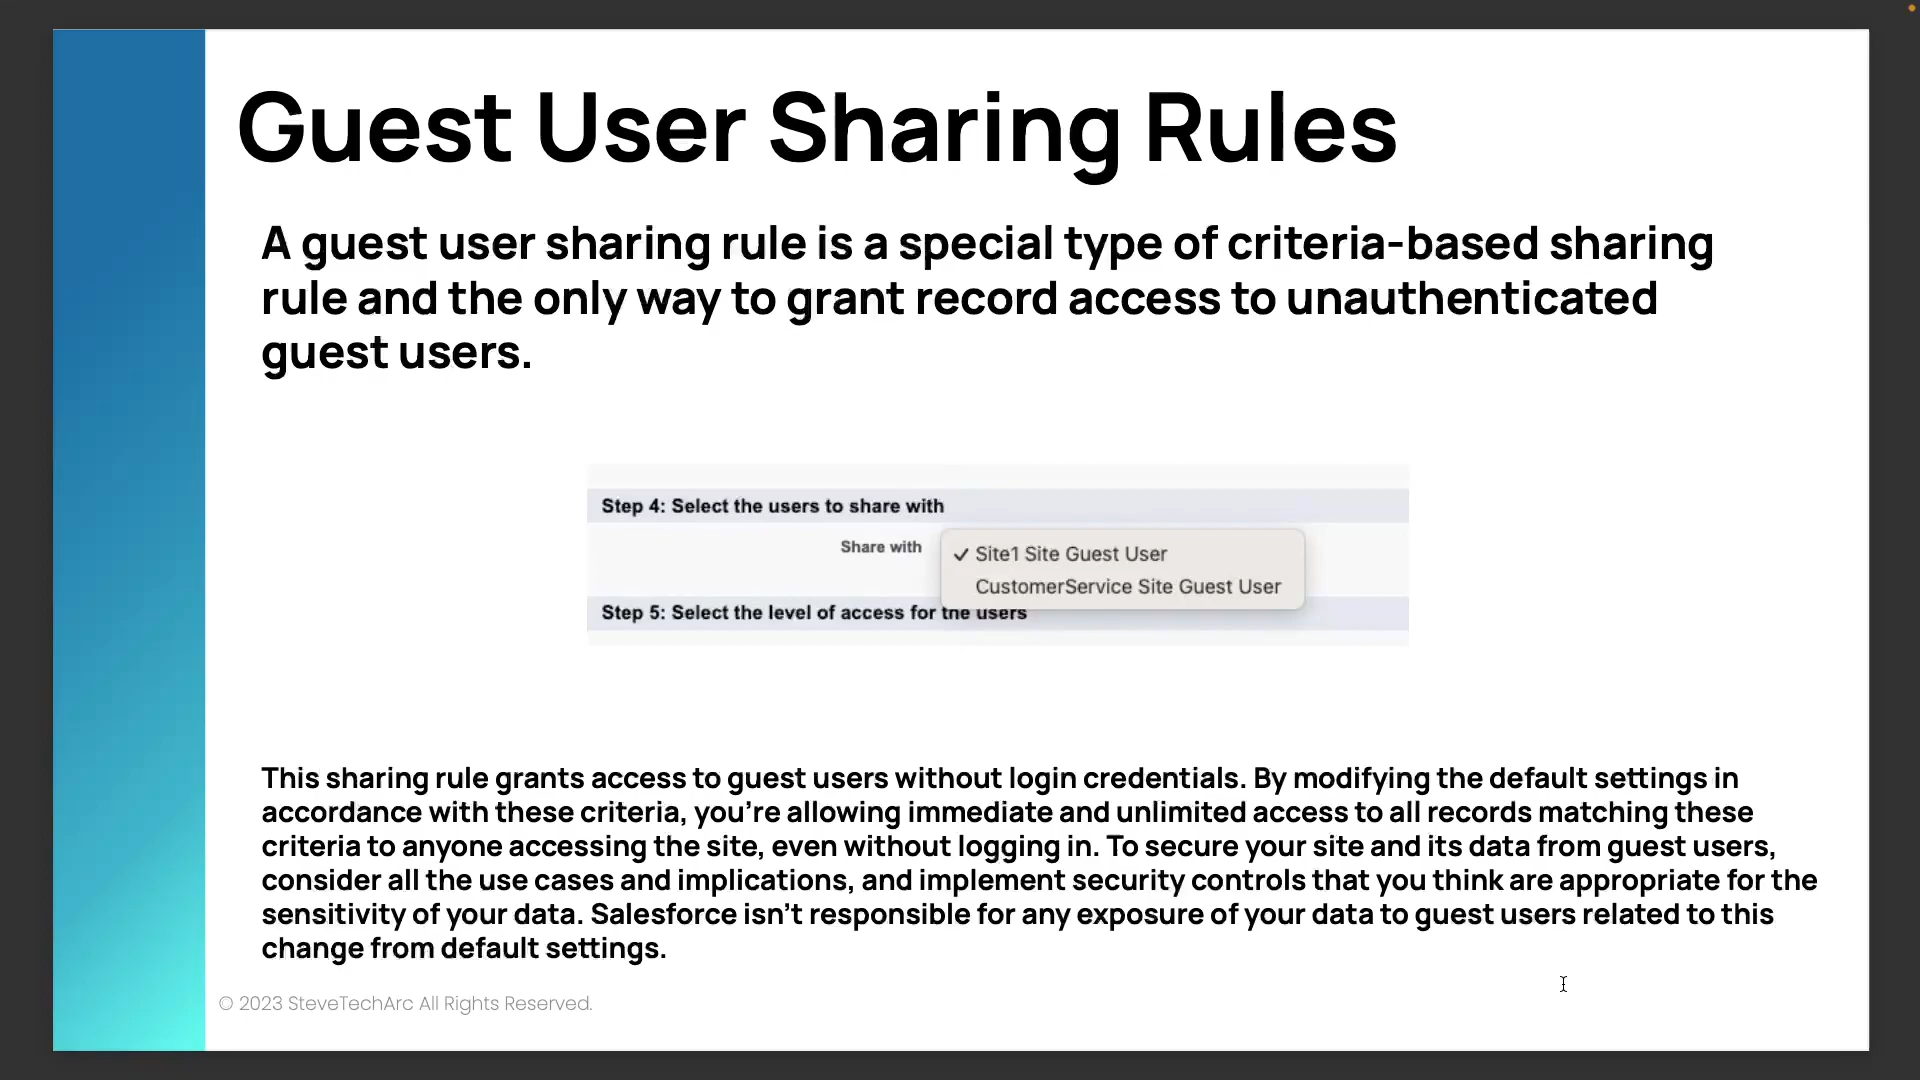 Guest User Sharing Rules
A guest user sharing rule is a special type of criteria-based sharing
rule and the only way to grant record access to unauthenticated
guest users.
Step 4: Select the users to share with
Share with
✓ Site1 Site Guest User
CustomerService Site Guest User
Step 5: Select the level of access for the users
This sharing rule grants access to guest users without login credentials. By modifying the default settings in
accordance with these criteria, you're allowing immediate and unlimited access to all records matching these
criteria to anyone accessing the site, even without logging in. To secure your site and its data from guest users,
consider all the use cases and implications, and implement security controls that you think are appropriate for the
sensitivity of your data. Salesforce isn't responsible for any exposure of your data to guest users related to this
change from default settings.
© 2023 SteveTechArc All Rights Reserved.